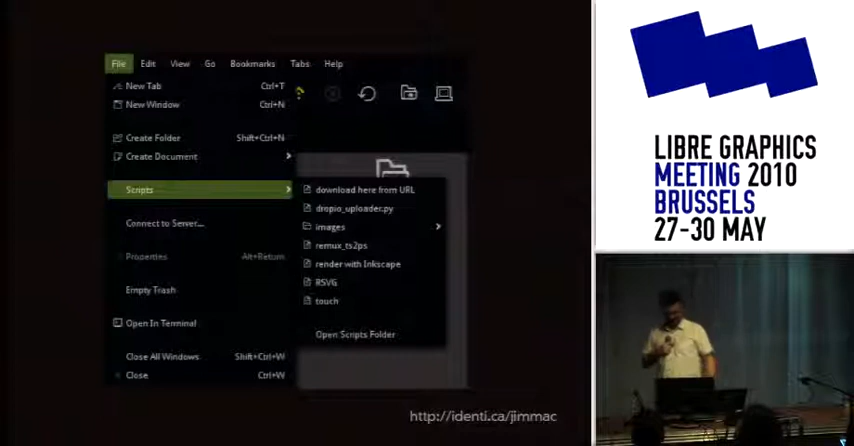 File Edit View Go Bookmarks Tabs Help
New Tab Ctrl+T
New Window Ctrl+N
Create Folder Shift+Ctrl+N
Create Document
Scripts
Connect to Server...
Properties Alt+Return
Empty Trash
Open In Terminal
Close All Windows Shift+Ctrl+W
Close Ctrl+W
download here from URL
dropio_uploader.py
images
remux_ts2ps
render with Inkscape
RSVG
touch
Open Scripts Folder
http://identi.ca/jimmac
LIBRE GRAPHICS
MEETING 2010
BRUSSELS
27-30 MAY